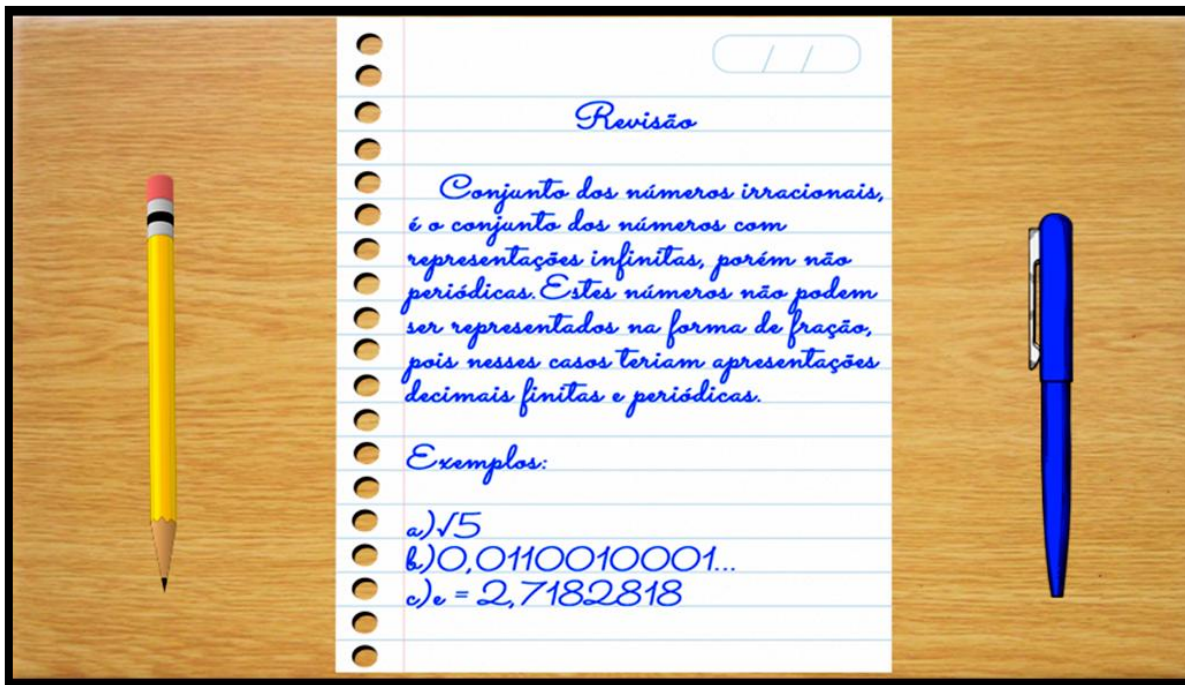 Revisão
Conjunto dos números irracionais,
é o conjunto dos números com
representações infinitas, porém não
periódicas. Estes números não podem
ser representados na forma de fração,
pois nesses casos teriam apresentações
decimais finitas e periódicas.
Exemplos:
a)√5
b)0,0110010001...
c)e = 2,7182818